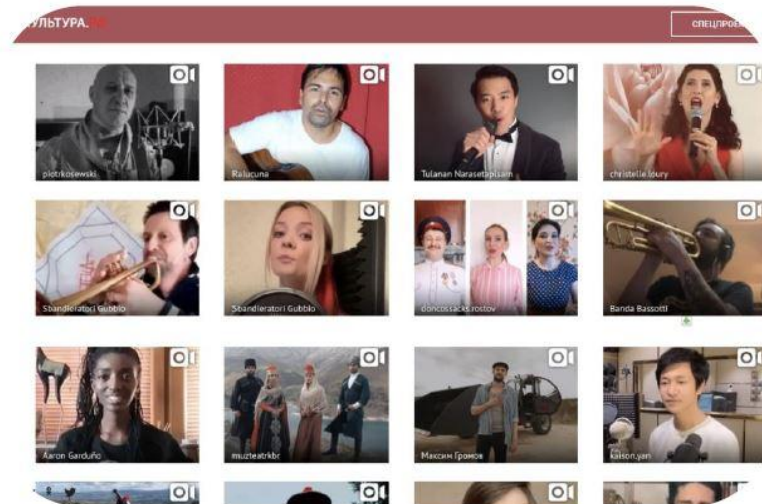 УЛЬТУРА.
СПЕЦПРОЕ
piotrkosewski
Ralucuna
Tulanan Narasetapisarn
christelle.loury
Sbandieratori Gubbio
Sbandieratori Gubbio
doncossacks.rostov
Banda Bassotti
Aaron Garduño
muzteatrkbr
Максим Громов
kaison.yan